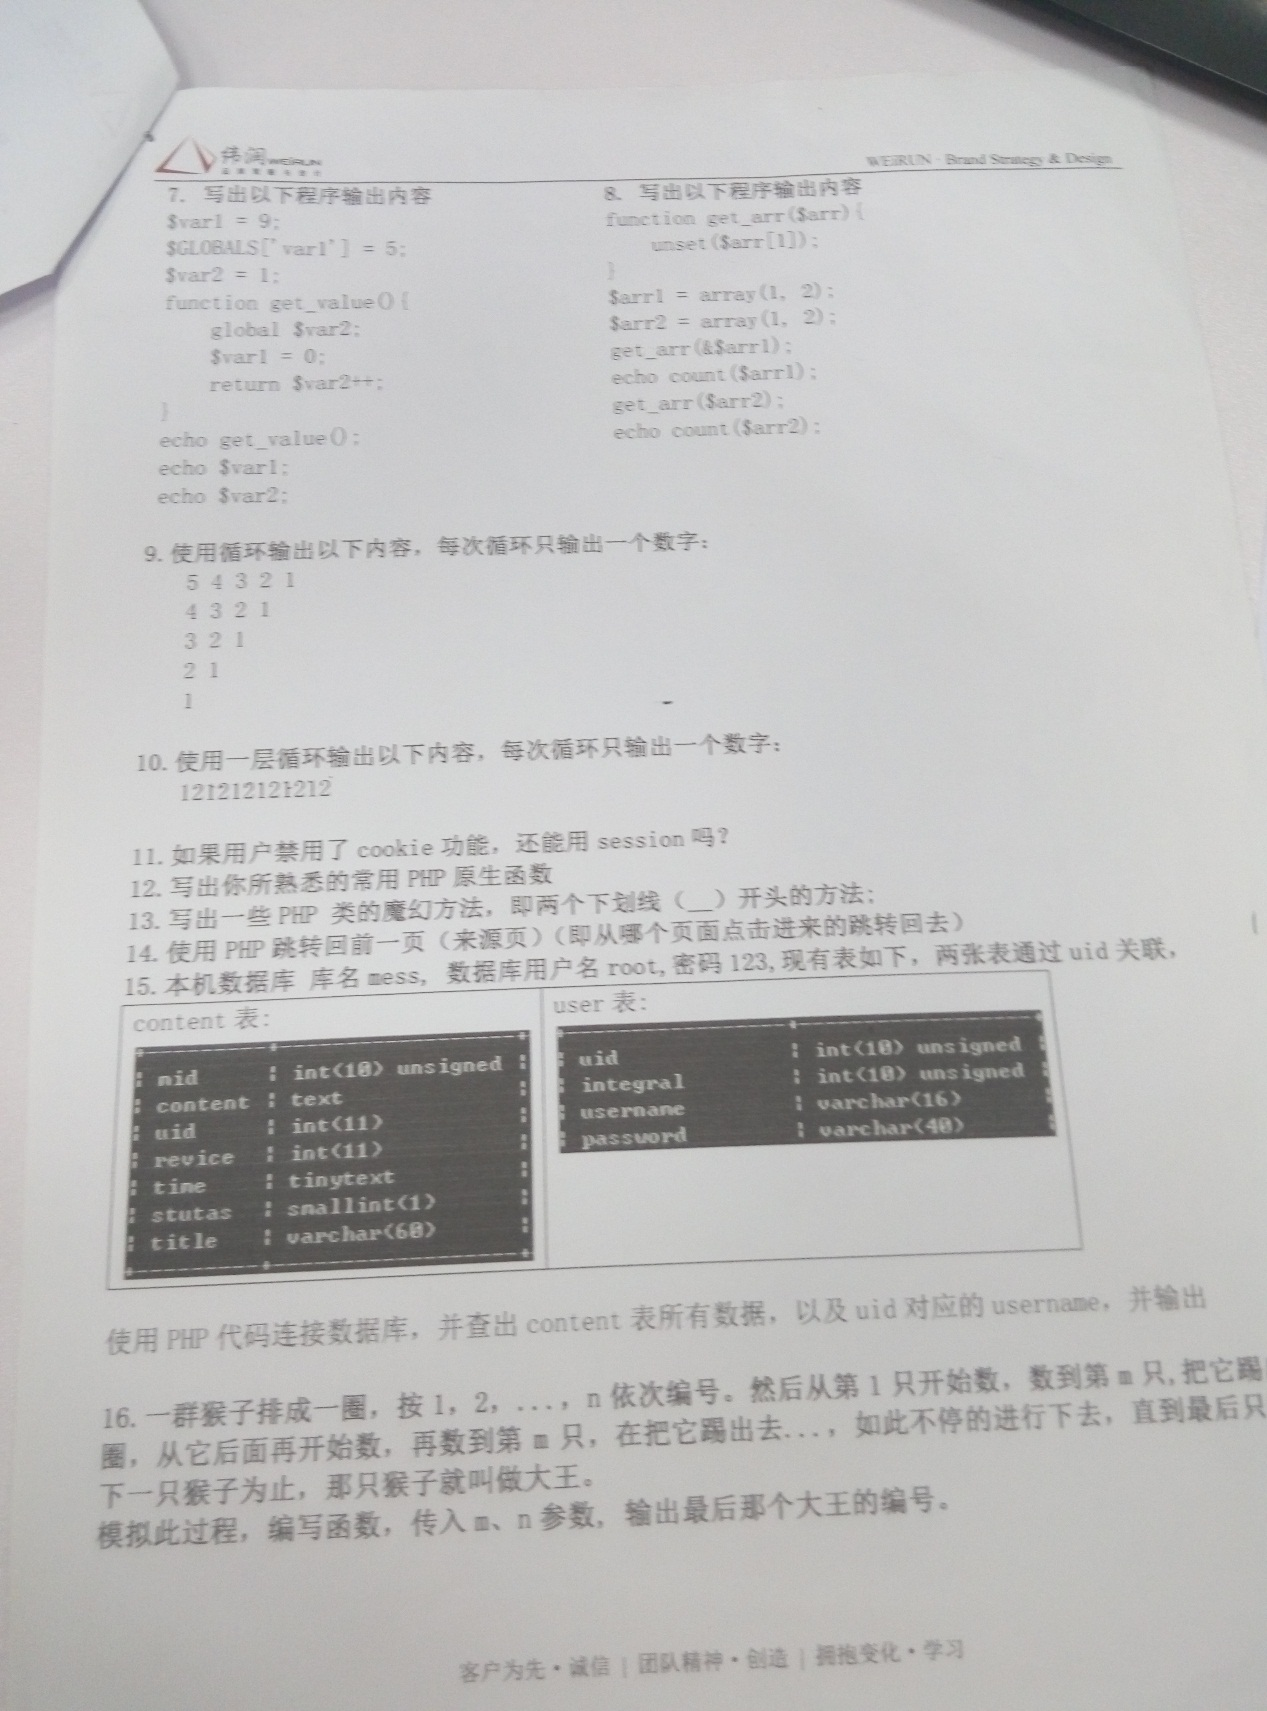 伟润 WEiRUN
WEiRUN · Brand Strategy & Design
7. 写出以下程序输出内容
$var1 = 9;
$GLOBALS['var1'] = 5;
$var2 = 1;
function get_value(){
global $var2;
$var1 = 0;
return $var2++;
}
echo get_value();
echo $var1;
echo $var2;
8. 写出以下程序输出内容
function get_arr($arr){
unset($arr[1]);
}
$arr1 = array(1, 2);
$arr2 = array(1, 2);
get_arr(&$arr1);
echo count($arr1);
get_arr($arr2);
echo count($arr2);
9. 使用循环输出以下内容，每次循环只输出一个数字：
5 4 3 2 1
4 3 2 1
3 2 1
2 1
1
10. 使用一层循环输出以下内容，每次循环只输出一个数字：
121212121212
11. 如果用户禁用了 cookie 功能，还能用 session 吗？
12. 写出你所熟悉的常用 PHP 原生函数
13. 写出一些 PHP 类的魔幻方法，即两个下划线（__）开头的方法；
14. 使用 PHP 跳转回前一页（来源页）（即从哪个页面点击进来的跳转回去）
15. 本机数据库 库名 mess, 数据库用户名 root, 密码 123, 现有表如下，两张表通过 uid 关联，
content 表：
mid int(10) unsigned
content text
uid int(11)
revice int(11)
time tinytext
stutas smallint(1)
title varchar(60)
user 表：
uid int(10) unsigned
integral int(10) unsigned
username varchar(16)
password varchar(40)
使用 PHP 代码连接数据库，并查出 content 表所有数据，以及 uid 对应的 username，并输出
16. 一群猴子排成一圈，按 1，2，...，n 依次编号。然后从第 1 只开始数，数到第 m 只, 把它踢
圈，从它后面再开始数，再数到第 m 只，在把它踢出去...，如此不停的进行下去，直到最后只
下一只猴子为止，那只猴子就叫做大王。
模拟此过程，编写函数，传入 m、n 参数, 输出最后那个大王的编号。
客户为先·诚信 | 团队精神·创造 | 拥抱变化·学习